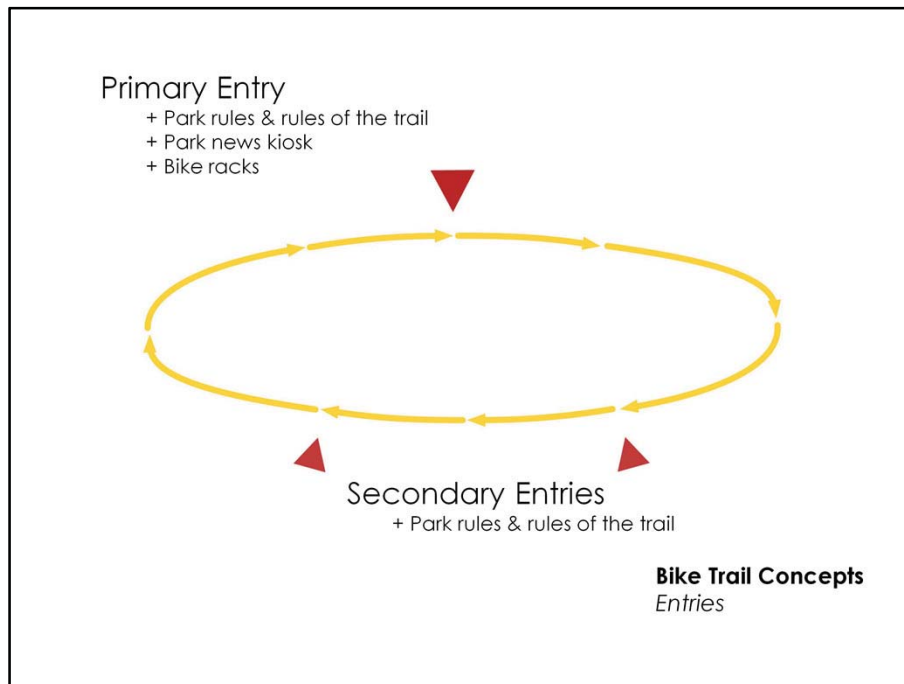 Primary Entry
+ Park rules & rules of the trail
+ Park news kiosk
+ Bike racks
Secondary Entries
+ Park rules & rules of the trail
Bike Trail Concepts
Entries